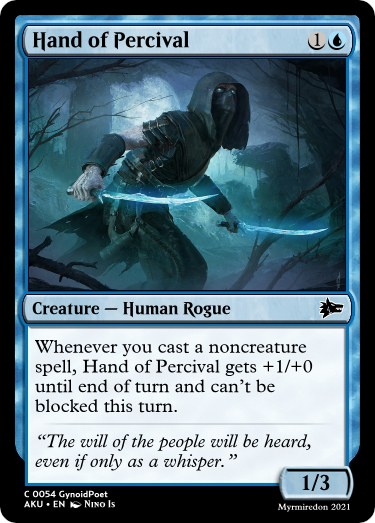 Hand of Percival 1
Creature — Human Rogue
Whenever you cast a noncreature
spell, Hand of Percival gets +1/+0
until end of turn and can't be
blocked this turn.
"The will of the people will be heard,
even if only as a whisper."
1/3
C 0054 GynoidPoet
AKU • EN Nino Is
Myrmiredon 2021